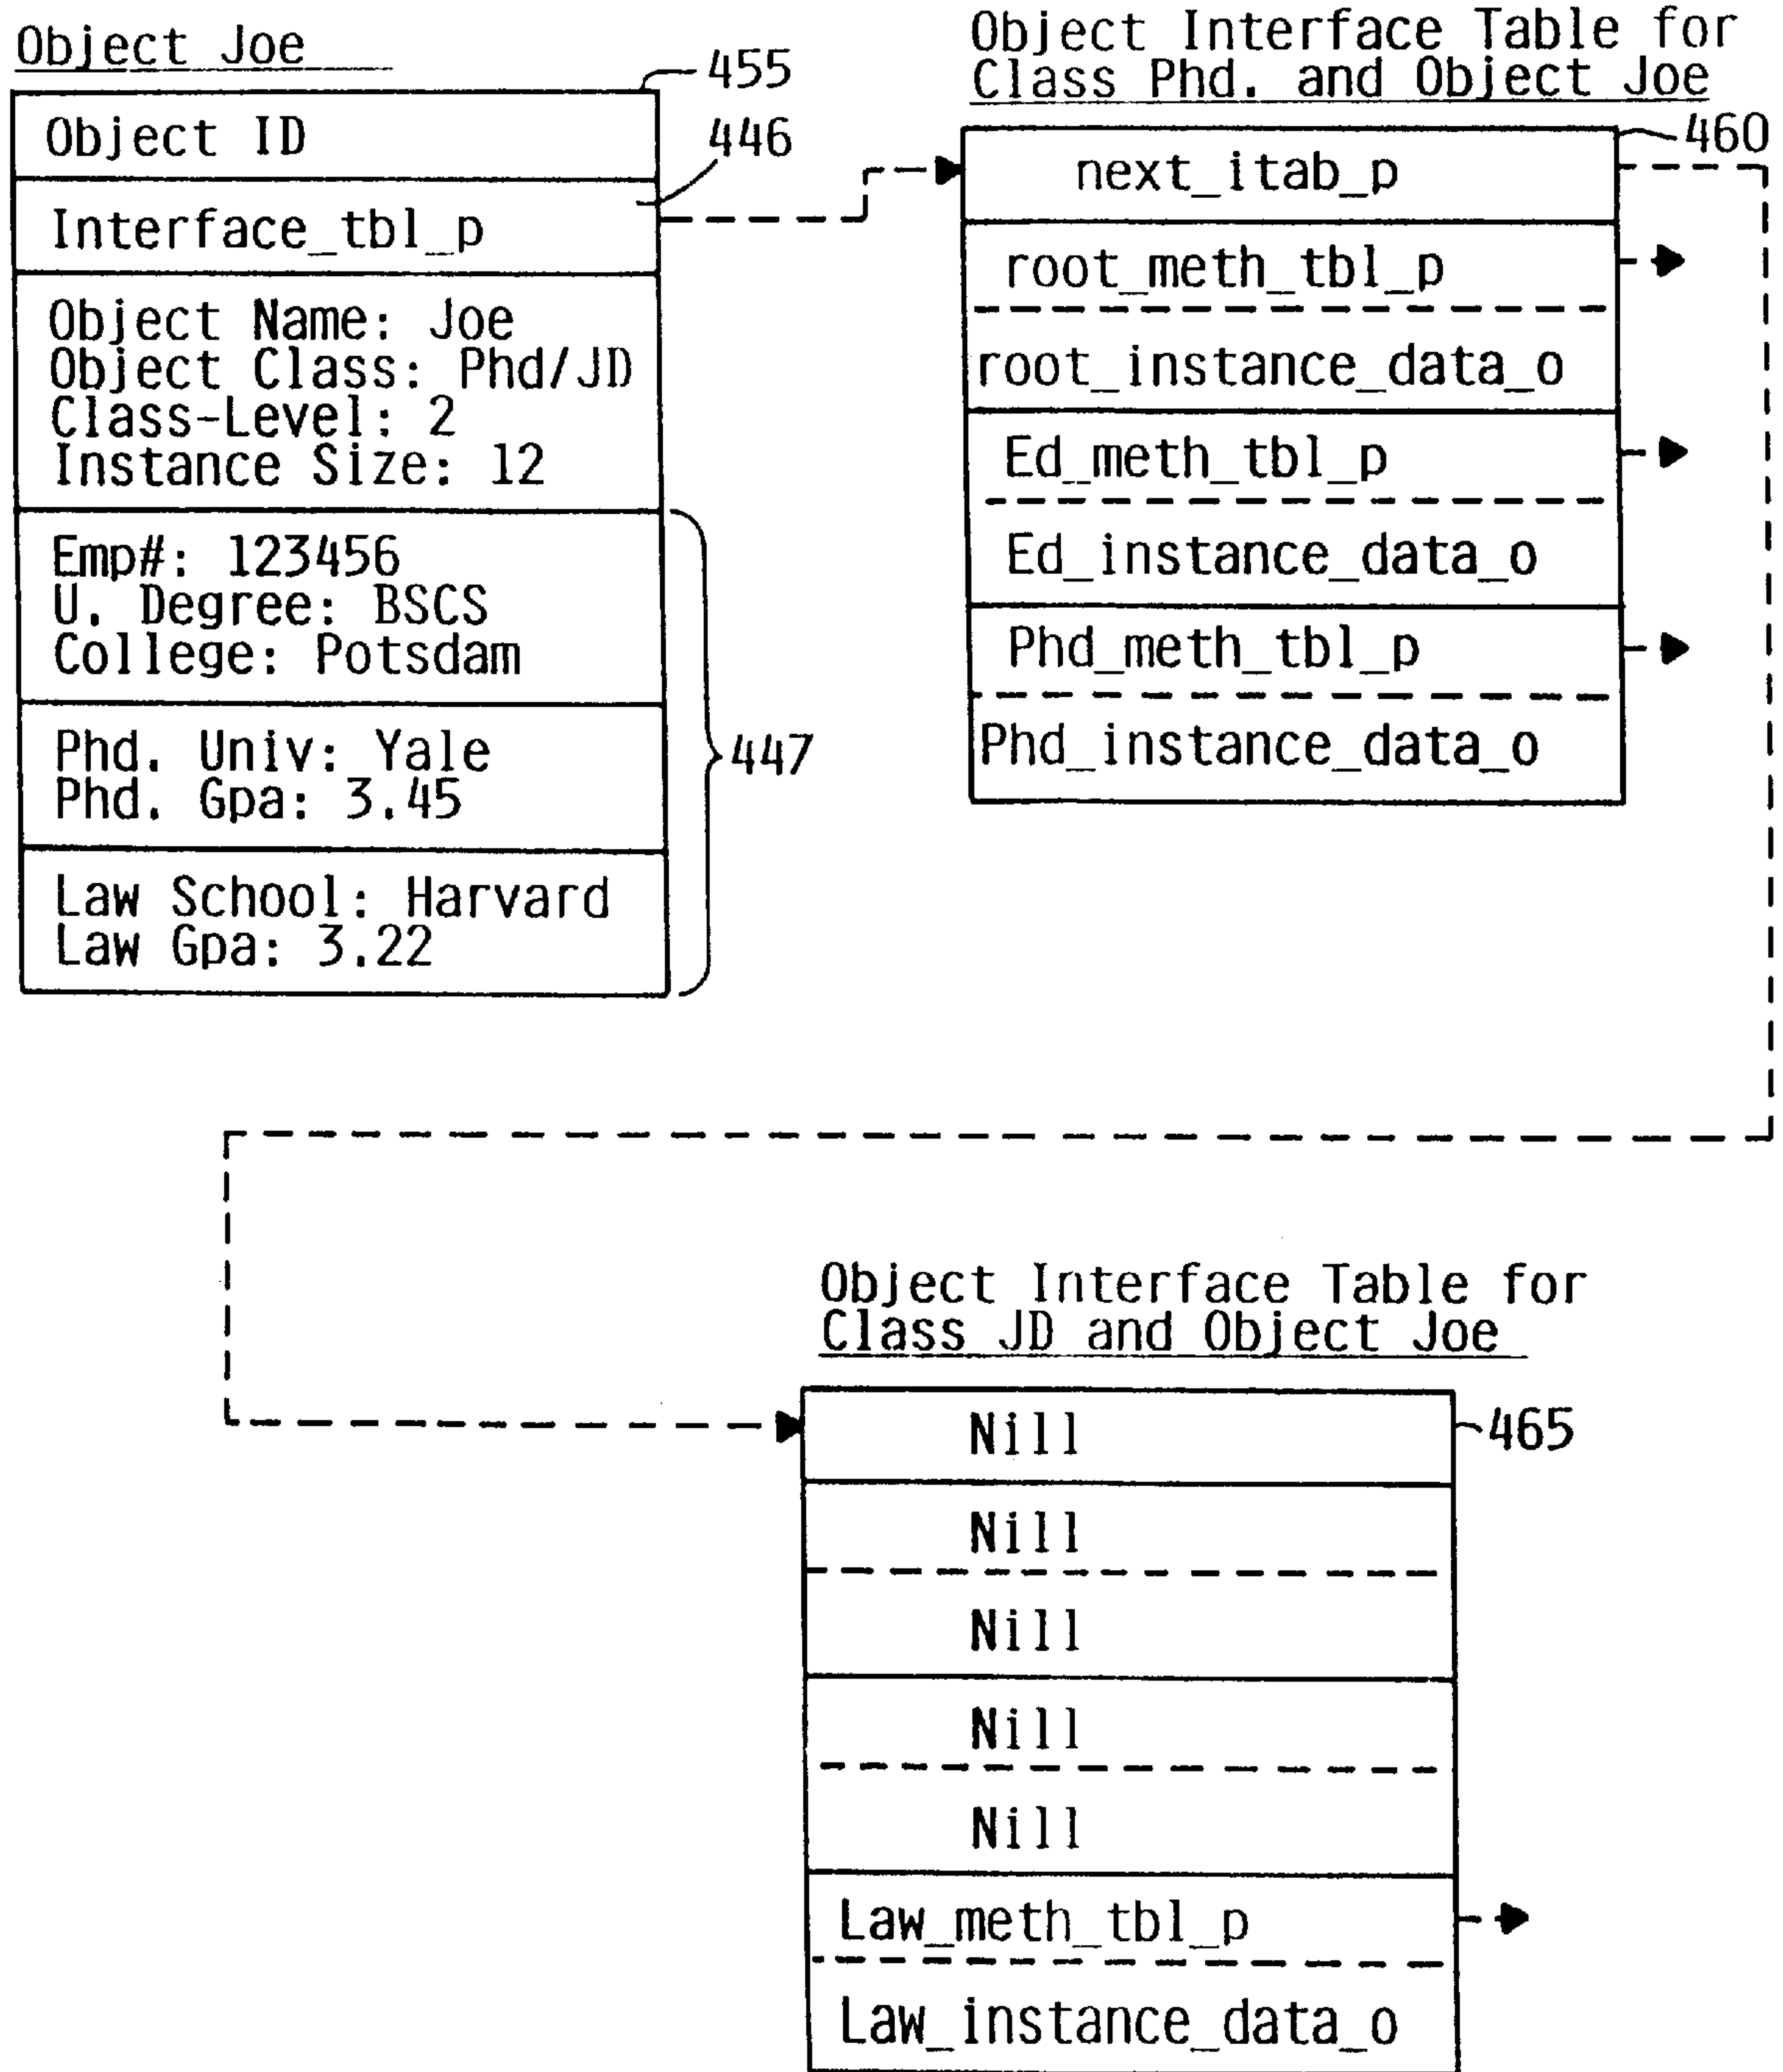 Object Joe
455
Object ID
446
Interface_tbl_p
Object Name: Joe
Object Class: Phd/JD
Class-Level: 2
Instance Size: 12
Emp#: 123456
U. Degree: BSCS
College: Potsdam
Phd. Univ: Yale
Phd. Gpa: 3.45
447
Law School: Harvard
Law Gpa: 3.22
Object Interface Table for
Class Phd. and Object Joe
460
next_itab_p
root_meth_tbl_p
root_instance_data_o
Ed_meth_tbl_p
Ed_instance_data_o
Phd_meth_tbl_p
Phd_instance_data_o
Object Interface Table for
Class JD and Object Joe
Nill
465
Nill
Nill
Nill
Nill
Law_meth_tbl_p
Law_instance_data_o